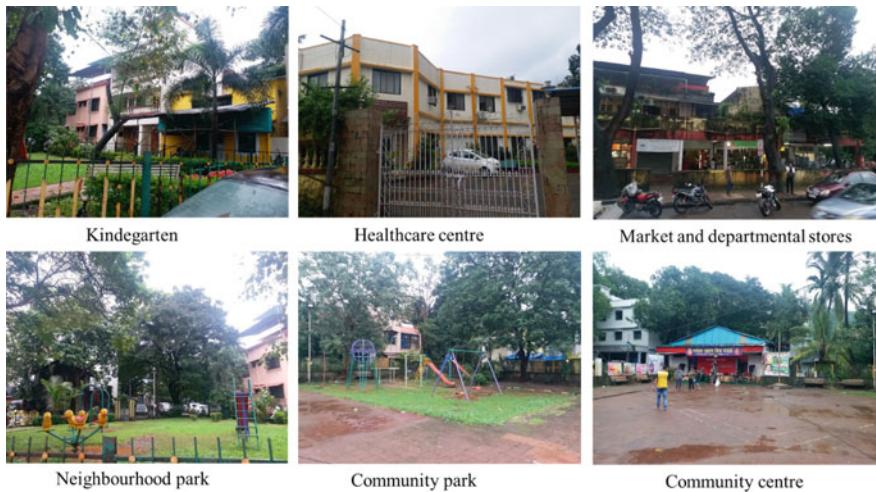 Kindegarten
Healthcare centre
Market and departmental stores
Neighbourhood park
Community park
Community centre